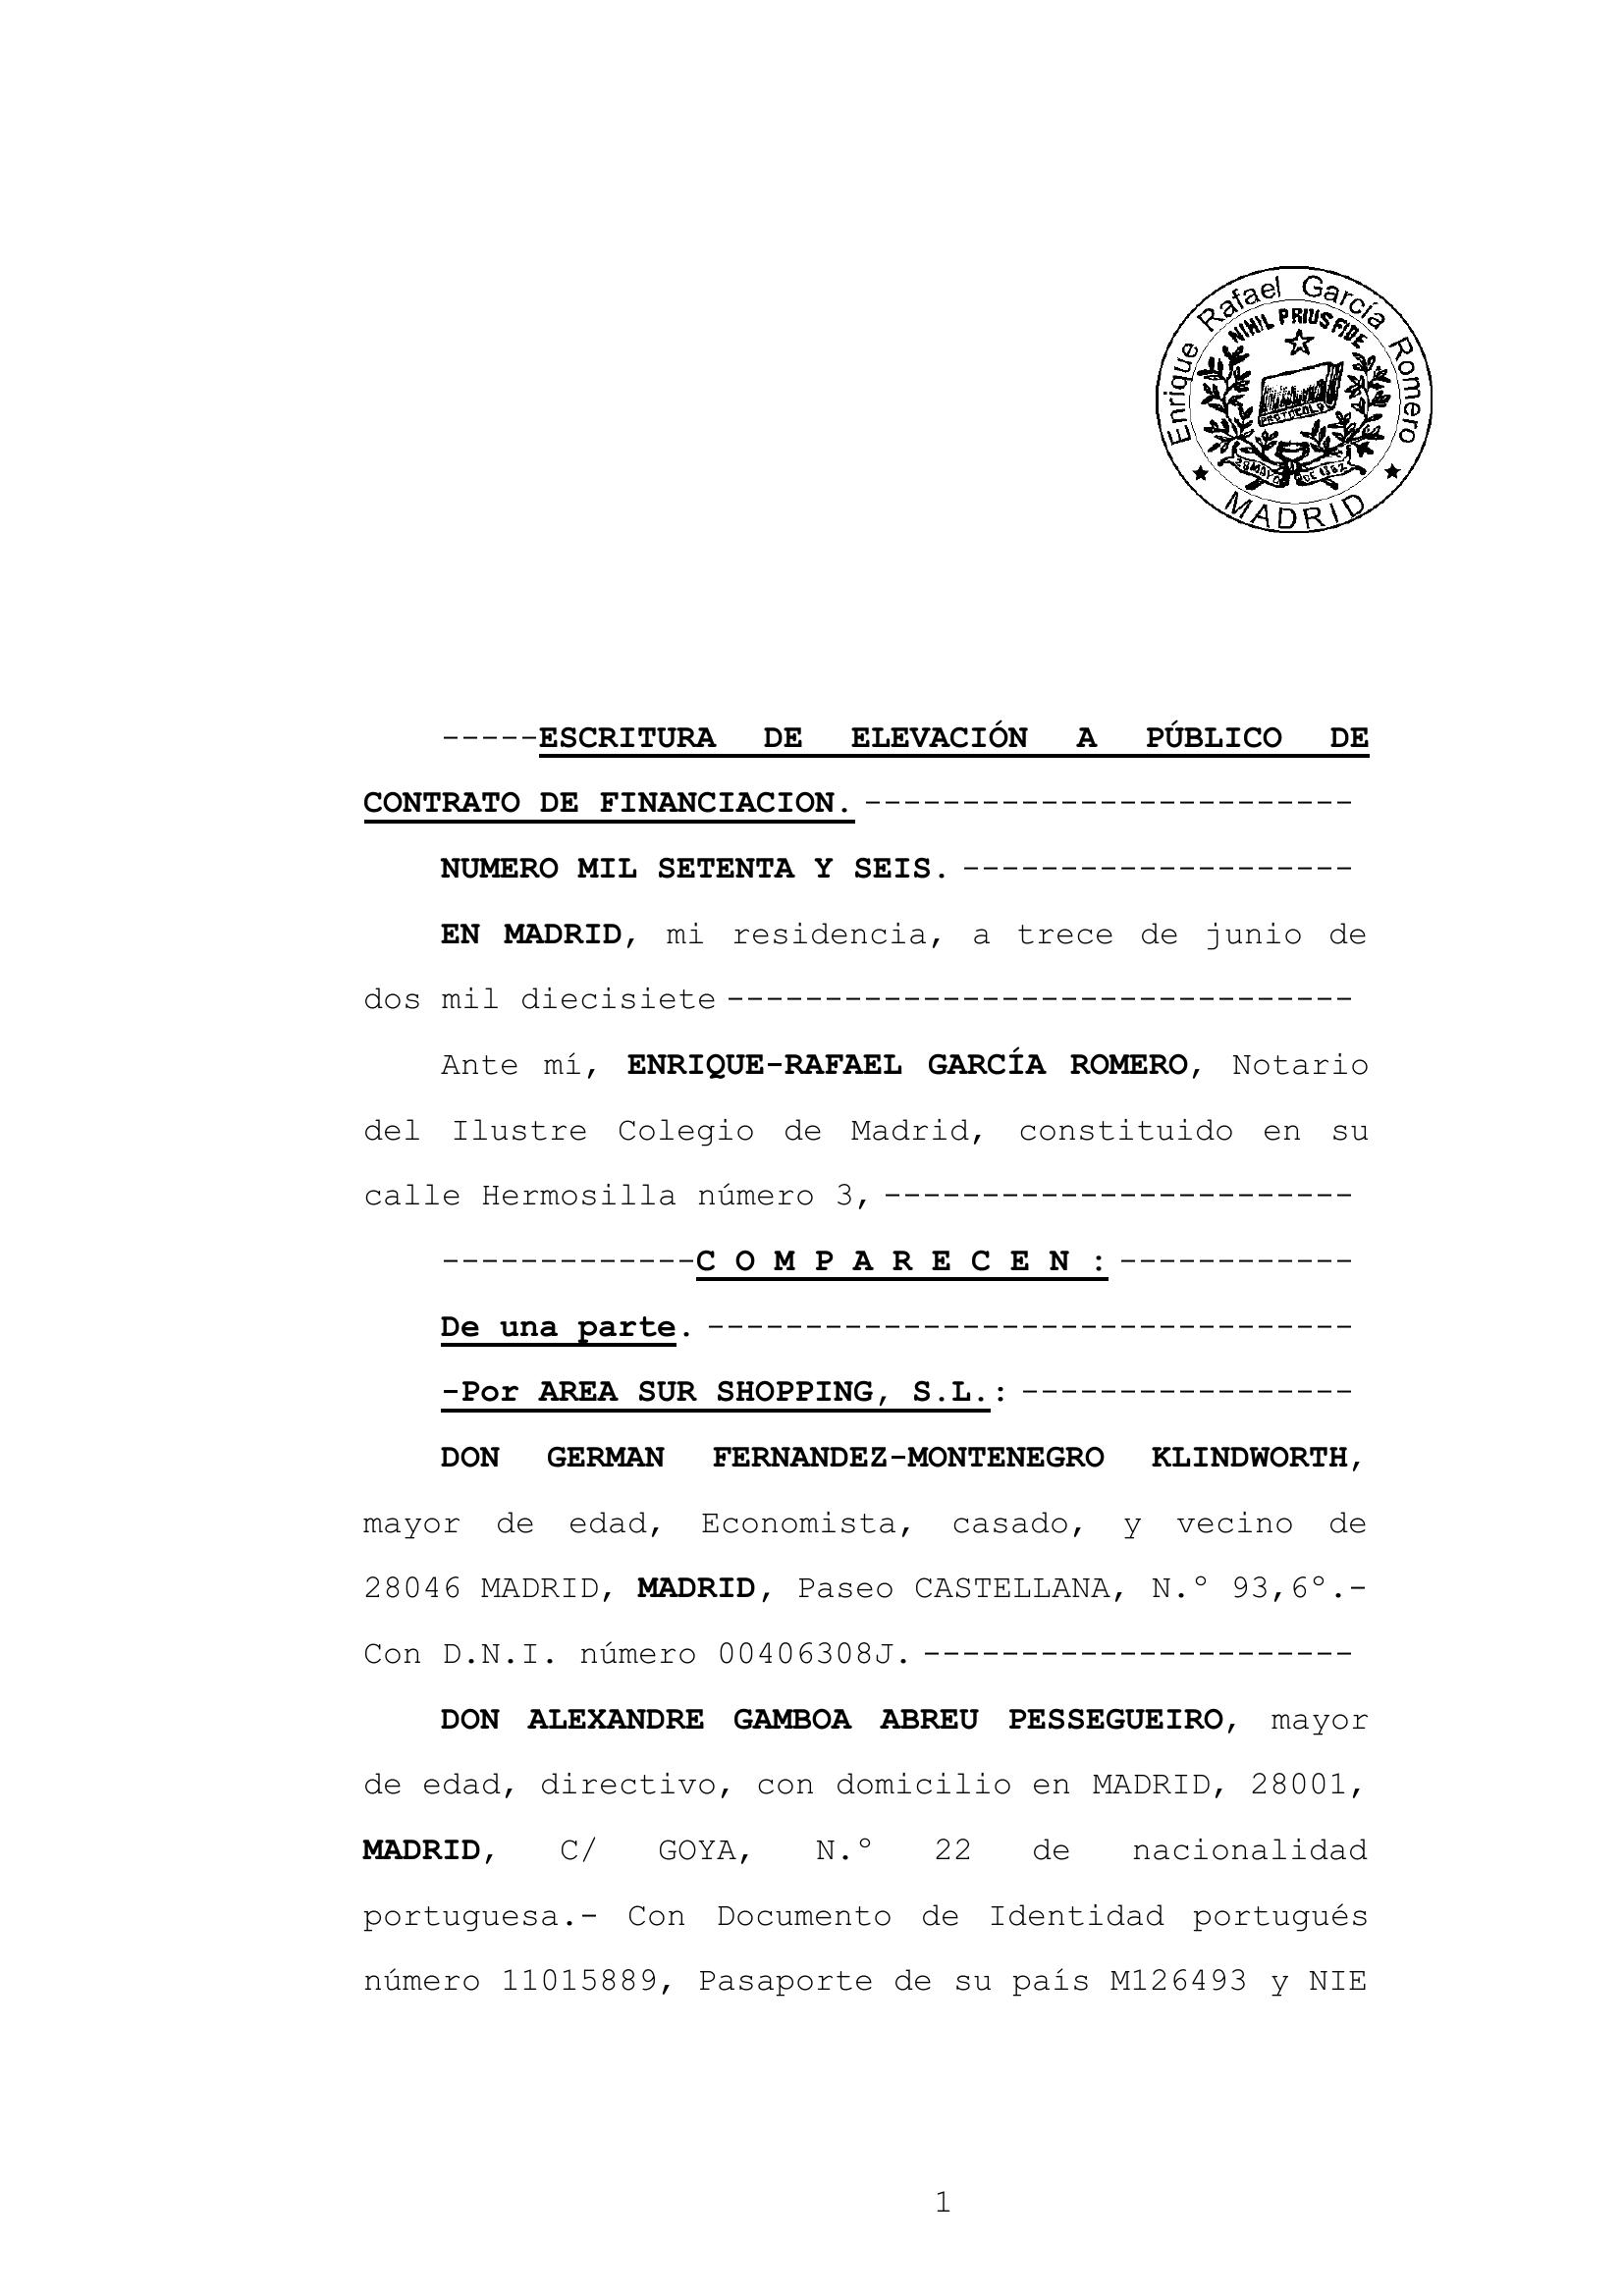 Enrique Rafael García Romero
NIHIL PRIUS FIDE
PROTOCOLO
28 MAYO DE 1862
★ MADRID ★
-----ESCRITURA DE ELEVACIÓN A PÚBLICO DE
CONTRATO DE FINANCIACION. -------------------------
NUMERO MIL SETENTA Y SEIS. --------------------
EN MADRID, mi residencia, a trece de junio de
dos mil diecisiete --------------------------------
Ante mí, ENRIQUE-RAFAEL GARCÍA ROMERO, Notario
del Ilustre Colegio de Madrid, constituido en su
calle Hermosilla número 3, ------------------------
-------------C O M P A R E C E N : ------------
De una parte. ---------------------------------
-Por AREA SUR SHOPPING, S.L.: -----------------
DON GERMAN FERNANDEZ-MONTENEGRO KLINDWORTH,
mayor de edad, Economista, casado, y vecino de
28046 MADRID, MADRID, Paseo CASTELLANA, N.º 93,6º.-
Con D.N.I. número 00406308J. ----------------------
DON ALEXANDRE GAMBOA ABREU PESSEGUEIRO, mayor
de edad, directivo, con domicilio en MADRID, 28001,
MADRID, C/ GOYA, N.º 22 de nacionalidad
portuguesa.- Con Documento de Identidad portugués
número 11015889, Pasaporte de su país M126493 y NIE
1